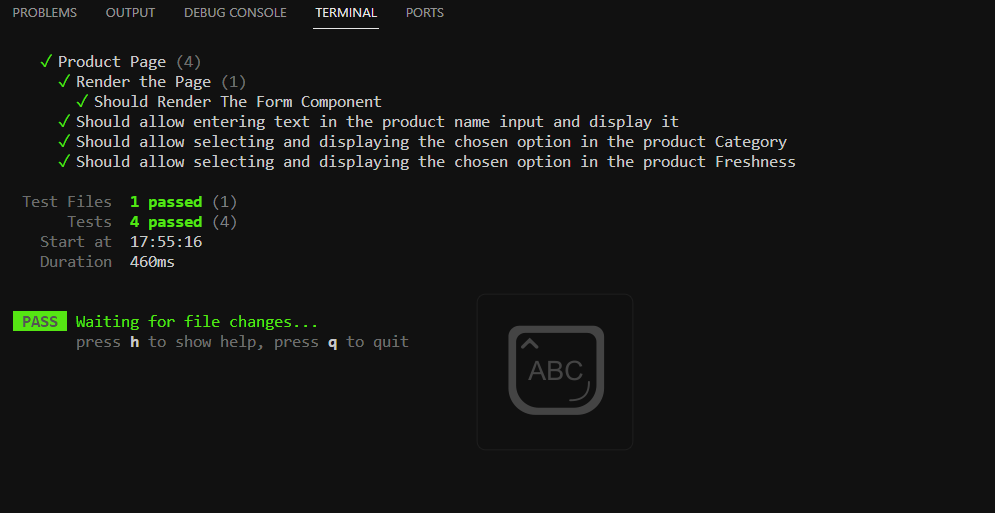 PROBLEMS OUTPUT DEBUG CONSOLE TERMINAL PORTS
✓ Product Page (4)
✓ Render the Page (1)
✓ Should Render The Form Component
✓ Should allow entering text in the product name input and display it
✓ Should allow selecting and displaying the chosen option in the product Category
✓ Should allow selecting and displaying the chosen option in the product Freshness
Test Files 1 passed (1)
Tests 4 passed (4)
Start at 17:55:16
Duration 460ms
PASS Waiting for file changes...
press h to show help, press q to quit
ABC